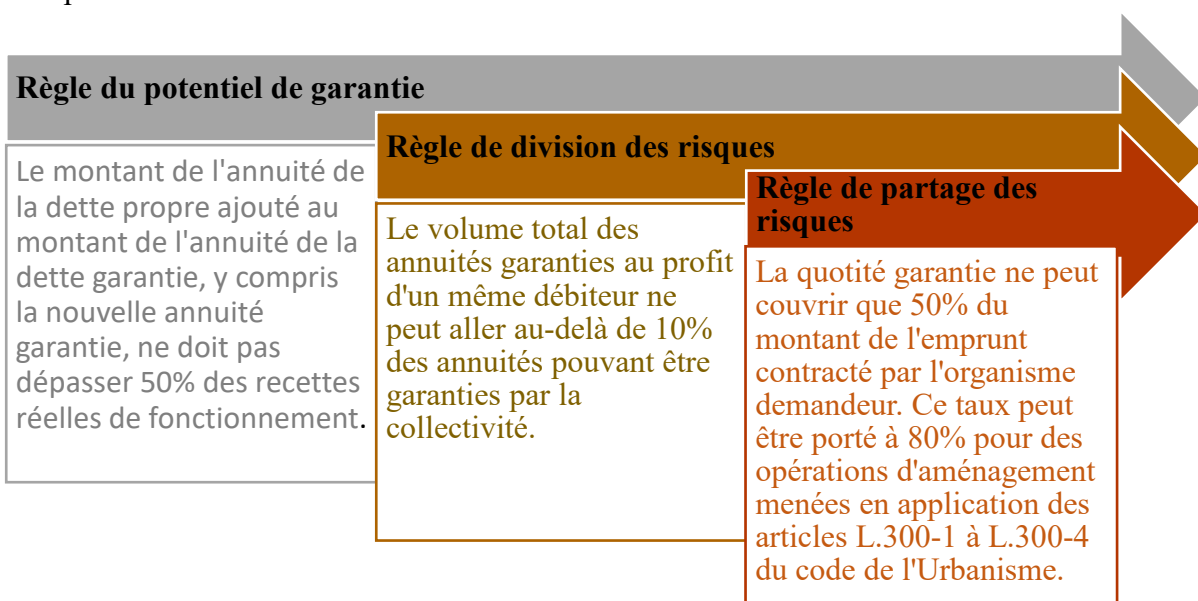 Règle du potentiel de garantie
Le montant de l'annuité de
la dette propre ajouté au
montant de l'annuité de la
dette garantie, y compris
la nouvelle annuité
garantie, ne doit pas
dépasser 50% des recettes
réelles de fonctionnement.
Règle de division des risques
Le volume total des
annuités garanties au profit
d'un même débiteur ne
peut aller au-delà de 10%
des annuités pouvant être
garanties par la
collectivité.
Règle de partage des
risques
La quotité garantie ne peut
couvrir que 50% du
montant de l'emprunt
contracté par l'organisme
demandeur. Ce taux peut
être porté à 80% pour des
opérations d'aménagement
menées en application des
articles L.300-1 à L.300-4
du code de l'Urbanisme.